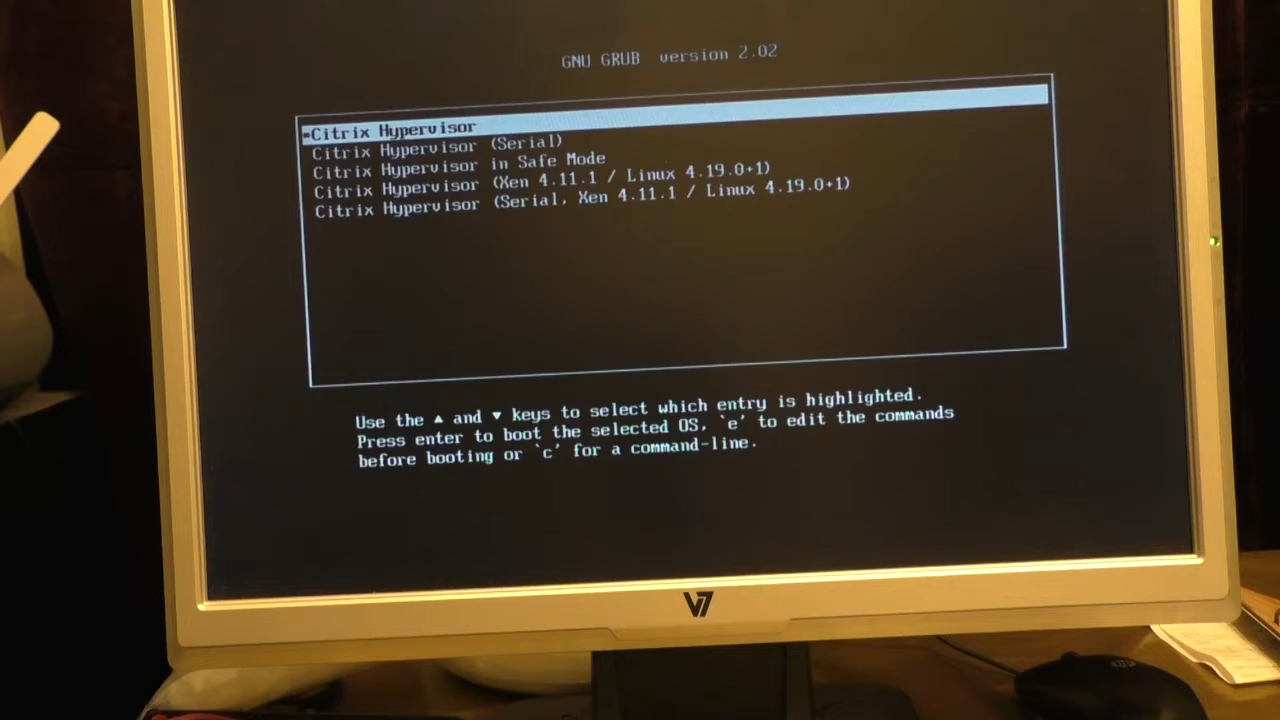 GNU GRUB version 2.02
*Citrix Hypervisor
Citrix Hypervisor (Serial)
Citrix Hypervisor in Safe Mode
Citrix Hypervisor (Xen 4.11.1 / Linux 4.19.0+1)
Citrix Hypervisor (Serial, Xen 4.11.1 / Linux 4.19.0+1)
Use the ▲ and ▼ keys to select which entry is highlighted.
Press enter to boot the selected OS, `e' to edit the commands
before booting or `c' for a command-line.
V7